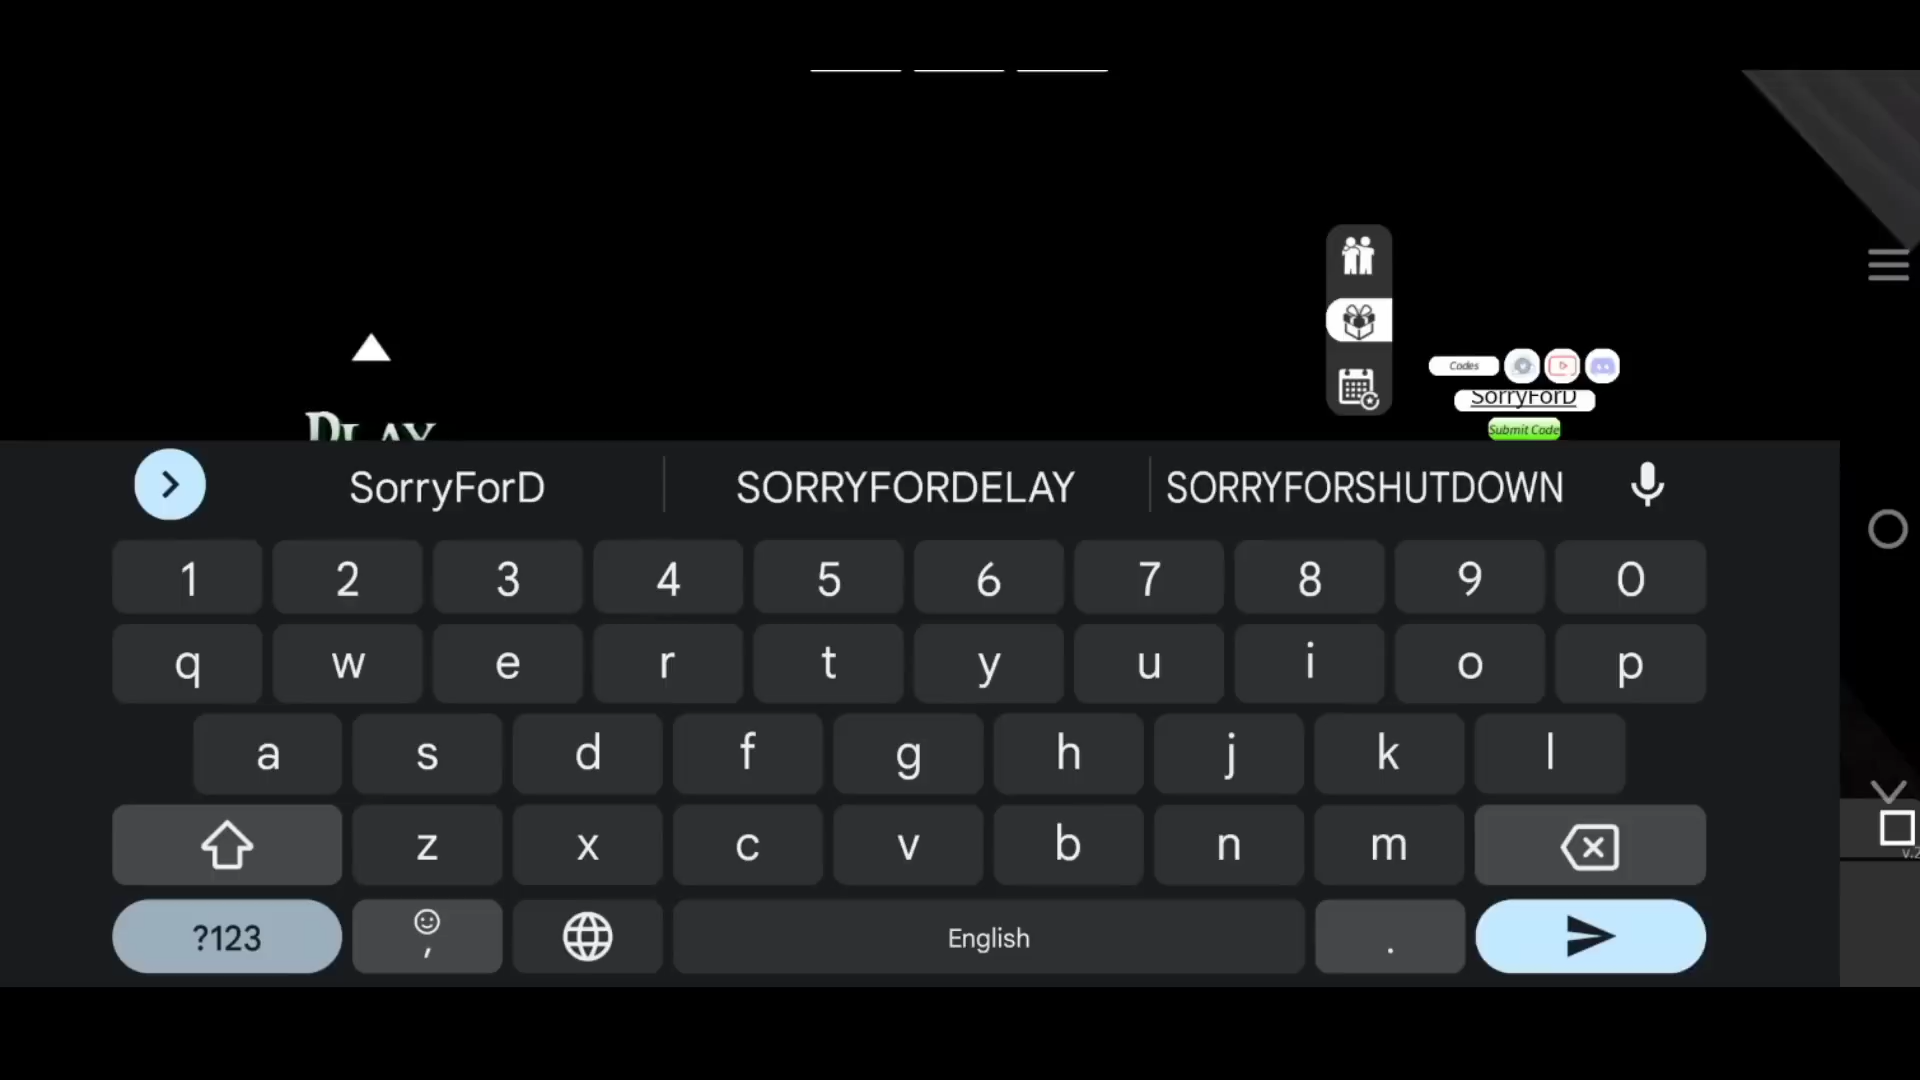 Codes
SorryForD
Submit Code
PLAY
SorryForD SORRYFORDELAY SORRYFORSHUTDOWN
1 2 3 4 5 6 7 8 9 0
q w e r t y u i o p
a s d f g h j k l
z x c v b n m
?123 , English .